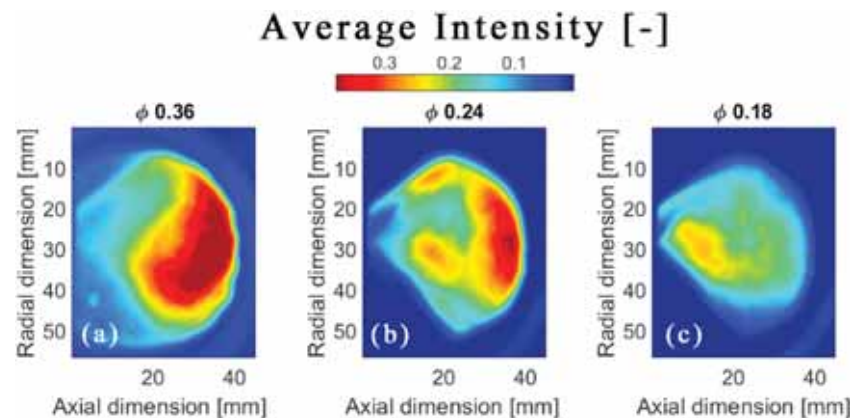 Average Intensity [-]
0.3 0.2 0.1
ϕ 0.36 ϕ 0.24 ϕ 0.18
Radial dimension [mm]
10
20
30
40
50
(a)
20 40
Axial dimension [mm]
Radial dimension [mm]
10
20
30
40
50
(b)
20 40
Axial dimension [mm]
Radial dimension [mm]
10
20
30
40
50
(c)
20 40
Axial dimension [mm]